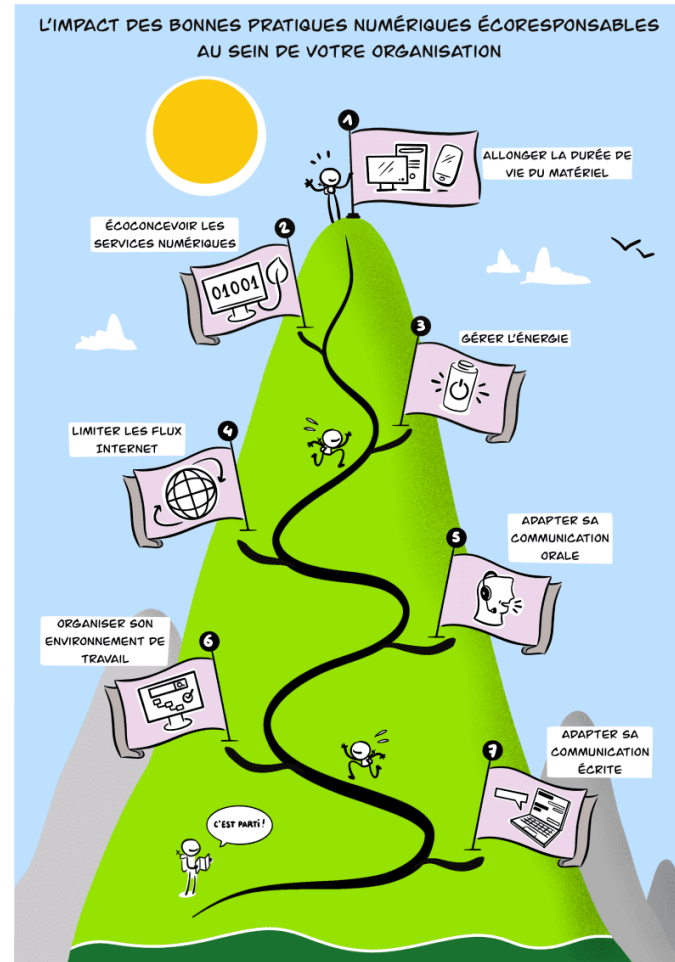 L'IMPACT DES BONNES PRATIQUES NUMÉRIQUES ÉCORESPONSABLES
AU SEIN DE VOTRE ORGANISATION
1
ALLONGER LA DURÉE DE
VIE DU MATÉRIEL
2
ÉCOCONCEVOIR LES
SERVICES NUMÉRIQUES
01001
3
GÉRER L'ÉNERGIE
4
LIMITER LES FLUX
INTERNET
5
ADAPTER SA
COMMUNICATION
ORALE
6
ORGANISER SON
ENVIRONNEMENT DE
TRAVAIL
7
ADAPTER SA
COMMUNICATION
ÉCRITE
C'EST PARTI !